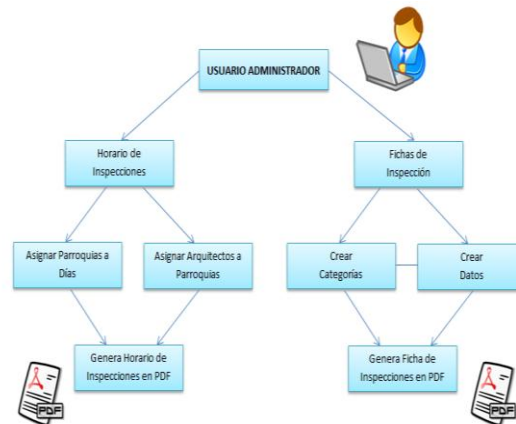 USUARIO ADMINISTRADOR
Horario de
Inspecciones
Fichas de
Inspección
Asignar Parroquias a
Días
Asignar Arquitectos a
Parroquias
Crear
Categorías
Crear
Datos
Genera Horario de
Inspecciones en PDF
Genera Ficha de
Inspecciones en PDF
PDF
PDF